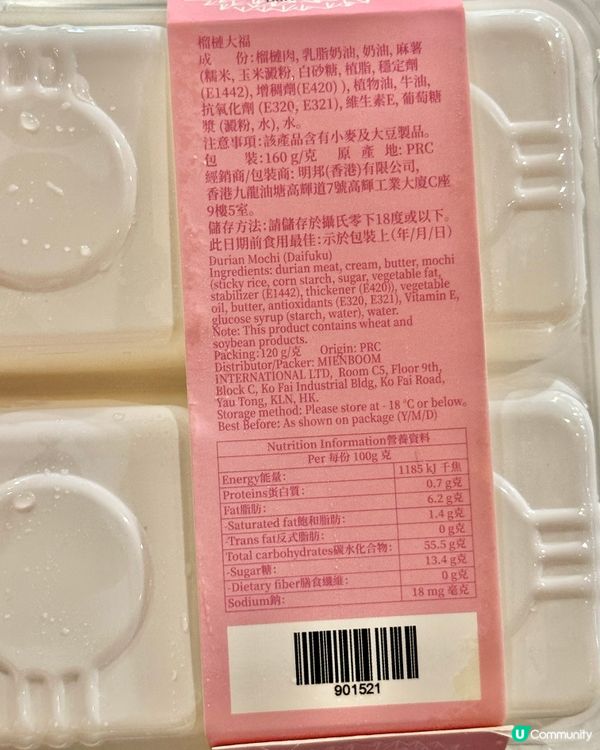 榴槤大福
成 份:榴槤肉, 乳脂奶油, 奶油, 麻薯
(糯米, 玉米澱粉, 白砂糖, 植脂, 穩定劑
(E1442), 增稠劑(E420) ), 植物油, 牛油,
抗氧化劑 (E320, E321), 維生素E, 葡萄糖
漿 (澱粉, 水), 水。
注意事項:該產品含有小麥及大豆製品。
包 裝:160 g/克 原 產 地: PRC
經銷商/包裝商: 明邦(香港)有限公司,
香港九龍油塘高輝道7號高輝工業大廈C座
9樓5室。
儲存方法:請儲存於攝氏零下18度或以下。
此日期前食用最佳:示於包裝上(年/月/日)
Durian Mochi (Daifuku)
Ingredients: durian meat, cream, butter, mochi
(sticky rice, corn starch, sugar, vegetable fat,
stabilizer (E1442), thickener (E420)), vegetable
oil, butter, antioxidants (E320, E321), Vitamin E,
glucose syrup (starch, water), water.
Note: This product contains wheat and
soybean products.
Packing:120 g/克 Origin: PRC
Distributor/Packer: MIENBOOM
INTERNATIONAL LTD, Room C5, Floor 9th,
Block C, Ko Fai Industrial Bldg, Ko Fai Road,
Yau Tong, KLN, HK.
Storage method: Please store at - 18 °C or below。
Best Before: As shown on package (Y/M/D)
Nutrition Information營養資料
Per 每份 100g 克
Energy能量: 1185 kJ 千焦
Proteins蛋白質: 0.7 g克
Fat脂肪: 6.2 g克
-Saturated fat飽和脂肪: 1.4 g克
-Trans fat反式脂肪: 0 g克
Total carbohydrates碳水化合物: 55.5 g克
-Sugar糖: 13.4 g克
-Dietary fiber膳食纖維: 0 g克
Sodium鈉: 18 mg 毫克
901521
U Community